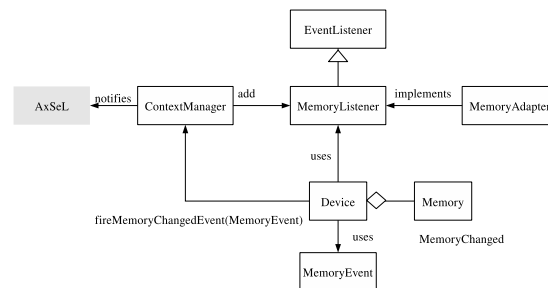 EventListener
notifies
add
implements
AxSeL
ContextManager
MemoryListener
MemoryAdapter
uses
Device
Memory
fireMemoryChangedEvent(MemoryEvent)
uses
MemoryChanged
MemoryEvent